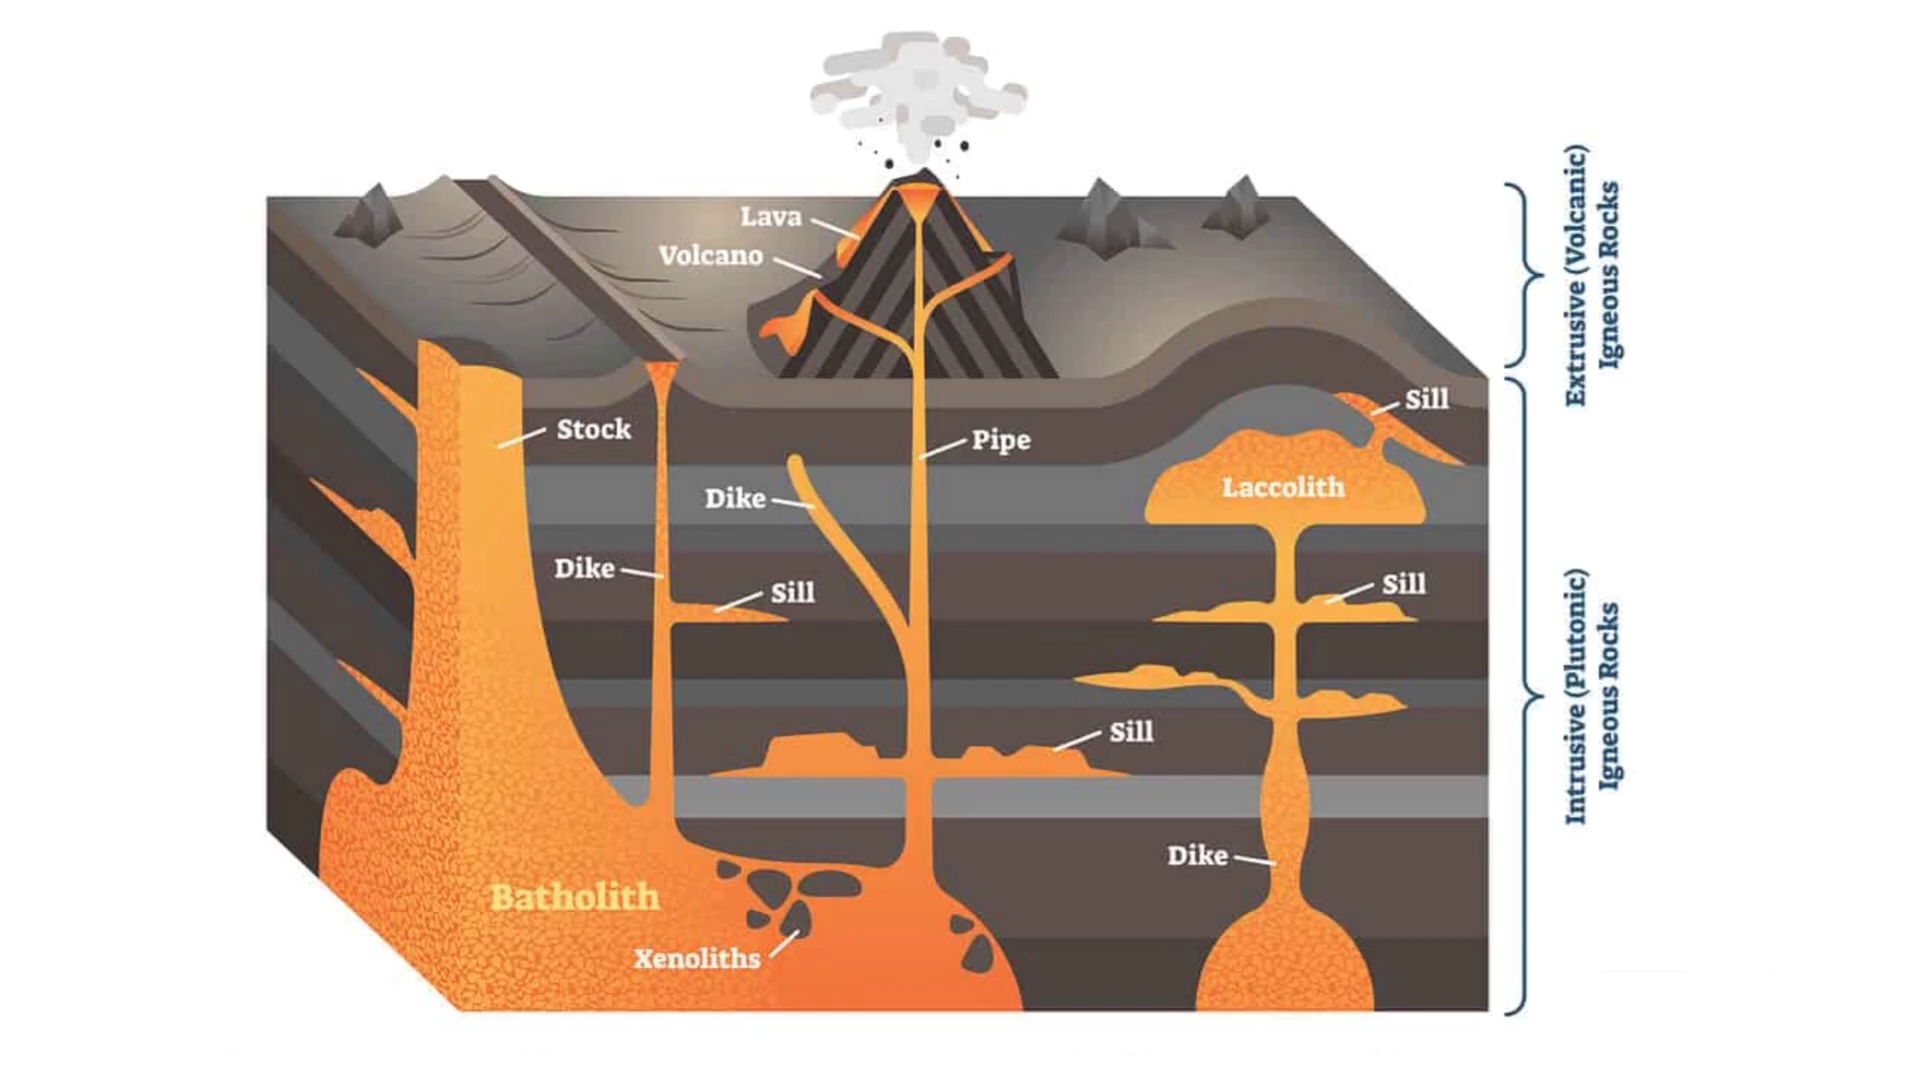 Lava
Volcano
Extrusive (Volcanic)
Igneous Rocks
Sill
Stock
Pipe
Laccolith
Dike
Dike
Sill
Sill
Sill
Intrusive (Plutonic)
Igneous Rocks
Dike
Batholith
Xenoliths